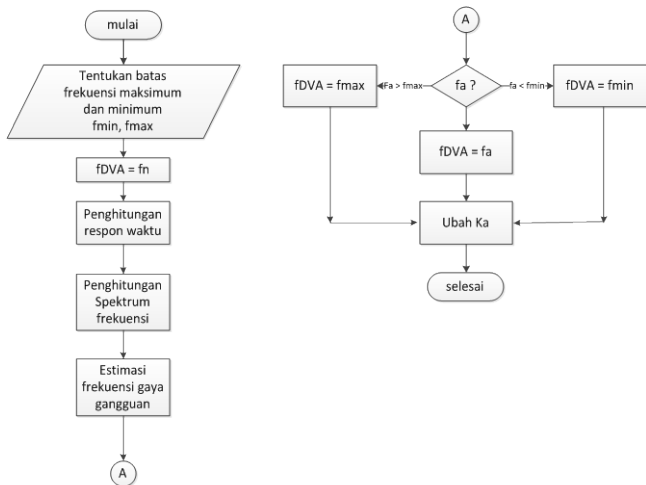 mulai
Tentukan batas
frekuensi maksimum
dan minimum
fmin, fmax
fDVA = fn
Penghitungan
respon waktu
Penghitungan
Spektrum
frekuensi
Estimasi
frekuensi gaya
gangguan
A
A
fDVA = fmax
Fa > fmax
fa ?
fa < fmin
fDVA = fmin
fDVA = fa
Ubah Ka
selesai